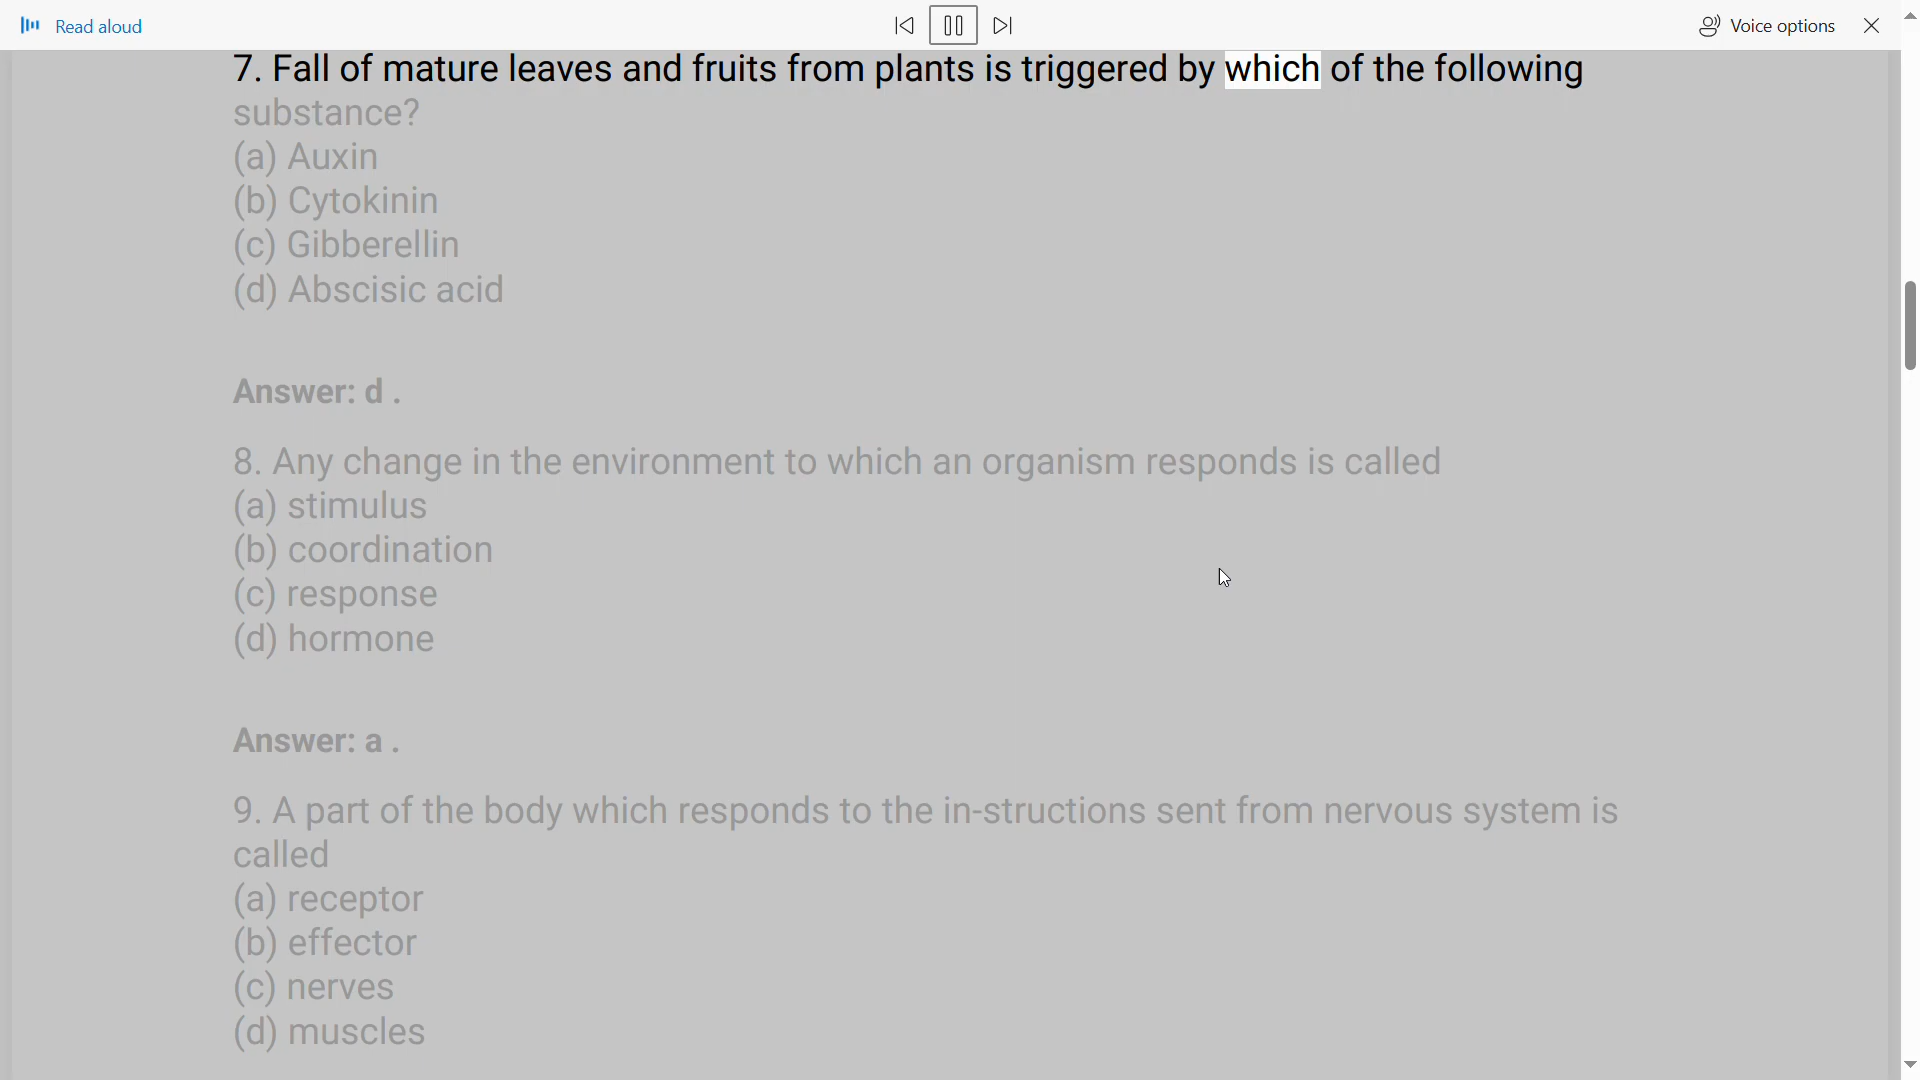 Read aloud
Voice options
7. Fall of mature leaves and fruits from plants is triggered by which of the following
substance?
(a) Auxin
(b) Cytokinin
(c) Gibberellin
(d) Abscisic acid
Answer: d .
8. Any change in the environment to which an organism responds is called
(a) stimulus
(b) coordination
(c) response
(d) hormone
Answer: a .
9. A part of the body which responds to the in-structions sent from nervous system is
called
(a) receptor
(b) effector
(c) nerves
(d) muscles